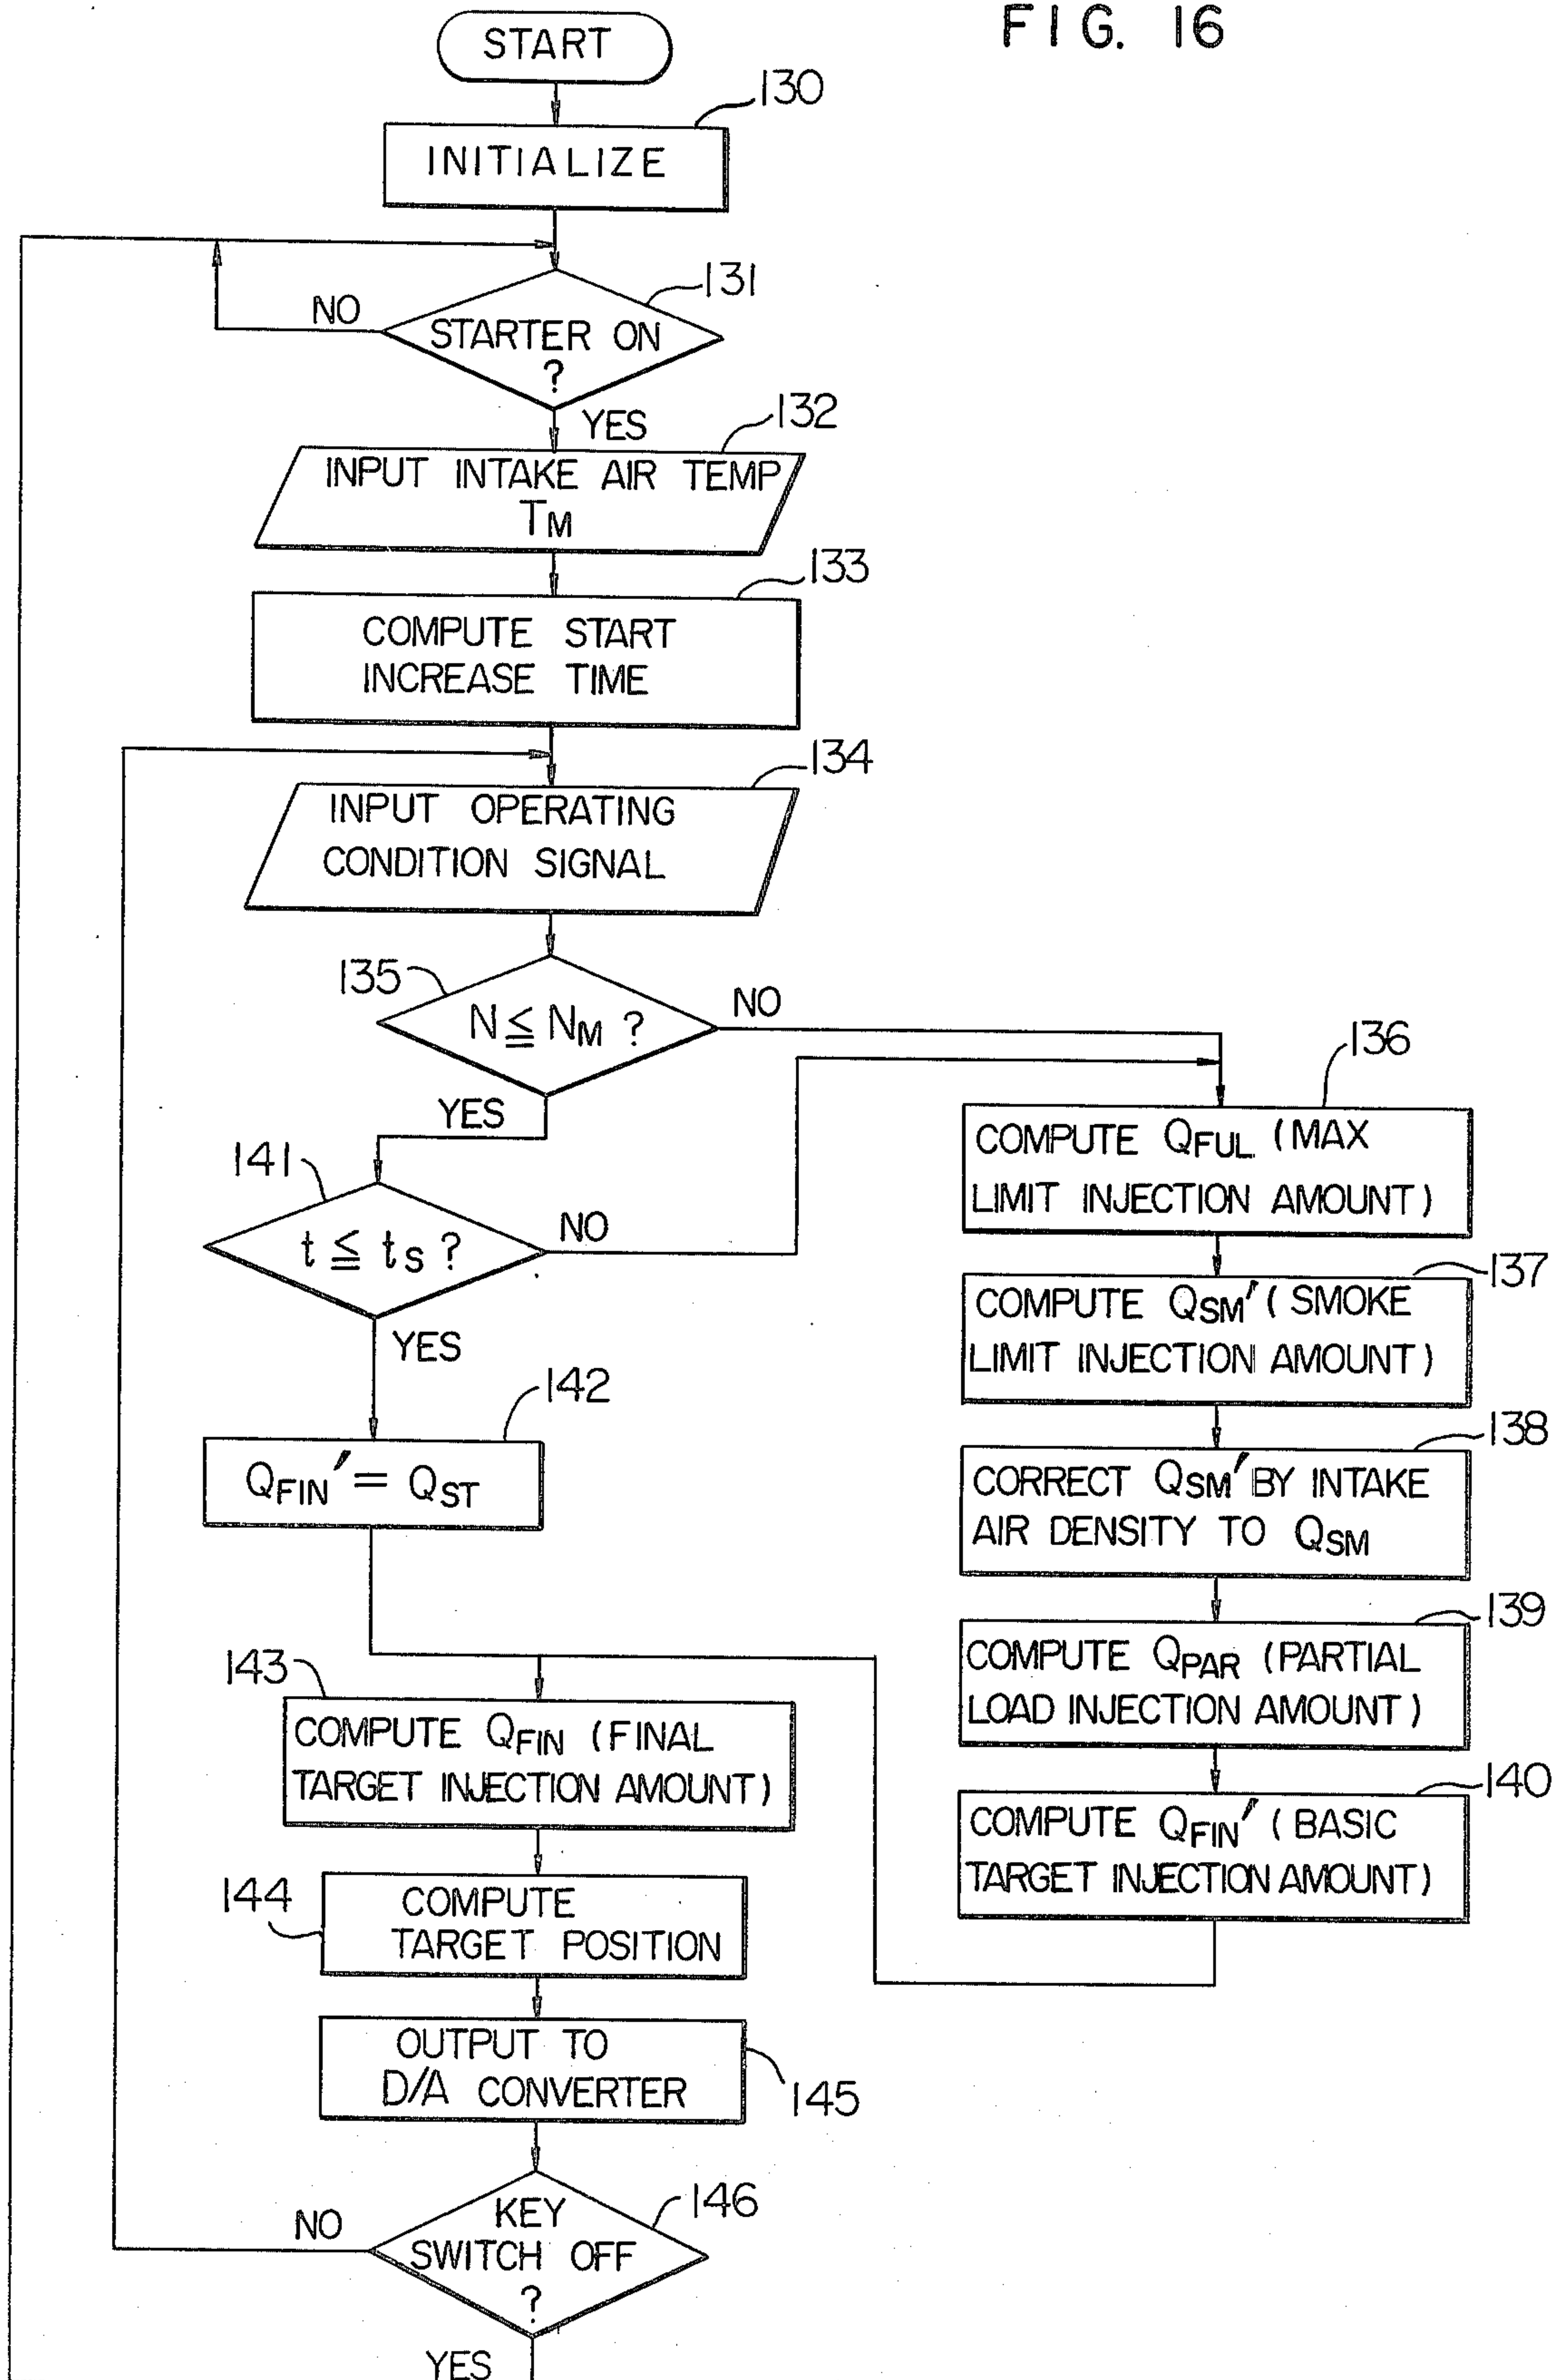 FIG. 16
START
130
INITIALIZE
131
NO
STARTER ON
?
YES
132
INPUT INTAKE AIR TEMP
TM
133
COMPUTE START
INCREASE TIME
134
INPUT OPERATING
CONDITION SIGNAL
135
N ≦ NM ?
NO
YES
136
COMPUTE QFUL (MAX
LIMIT INJECTION AMOUNT)
141
t ≦ tS ?
NO
YES
137
COMPUTE QSM' (SMOKE
LIMIT INJECTION AMOUNT)
142
QFIN' = QST
138
CORRECT QSM' BY INTAKE
AIR DENSITY TO QSM
139
COMPUTE QPAR (PARTIAL
LOAD INJECTION AMOUNT)
140
COMPUTE QFIN' (BASIC
TARGET INJECTION AMOUNT)
143
COMPUTE QFIN (FINAL
TARGET INJECTION AMOUNT)
144
COMPUTE
TARGET POSITION
OUTPUT TO
D/A CONVERTER
145
146
NO
KEY
SWITCH OFF
?
YES